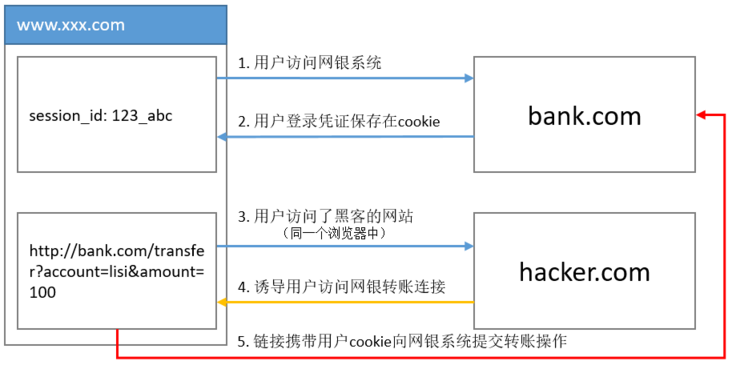 www.xxx.com
1. 用户访问网银系统
session_id: 123_abc
bank.com
2. 用户登录凭证保存在cookie
3. 用户访问了黑客的网站
（同一个浏览器中）
http://bank.com/transfe
r?account=lisi&amount=
100
hacker.com
4. 诱导用户访问网银转账连接
5. 链接携带用户cookie向网银系统提交转账操作